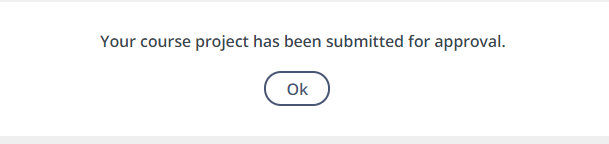 Your course project has been submitted for approval.
Ok